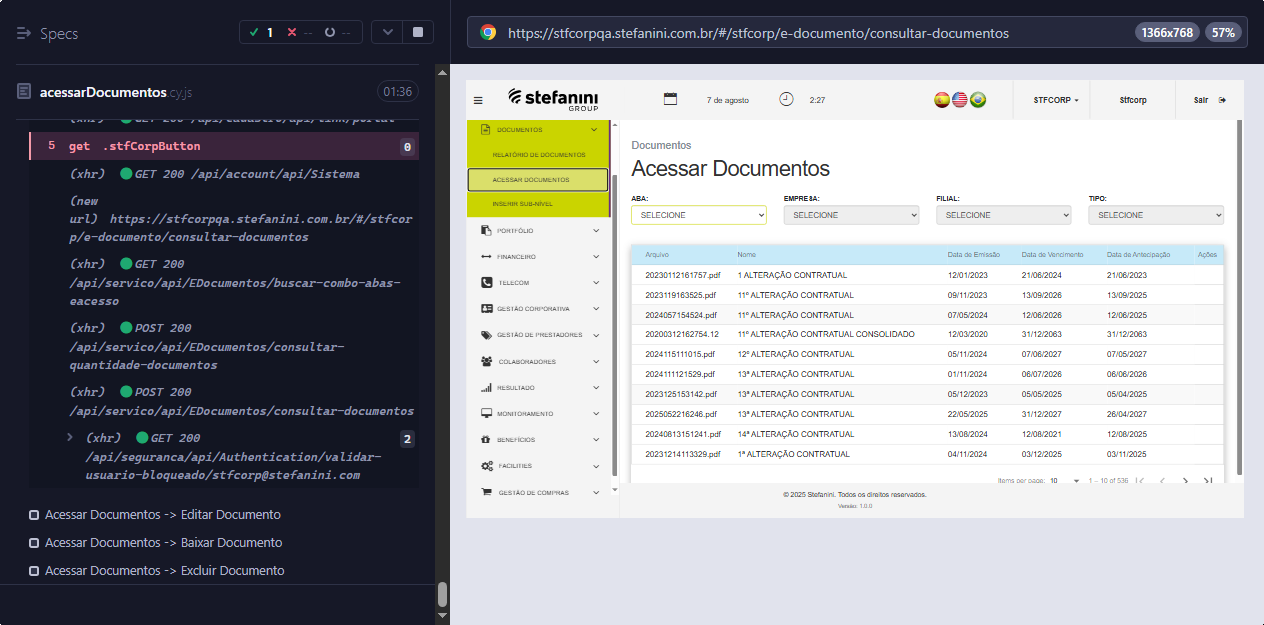 Specs
1 -- --
https://stfcorpqa.stefanini.com.br/#/stfcorp/e-documento/consultar-documentos
1366x768
57%
acessarDocumentos.cy.js
01:36
(xhr) GET 200 /api/cadastro/api/link/portal
5 get .stfCorpButton 0
(xhr) GET 200 /api/account/api/Sistema
(new
url) https://stfcorpqa.stefanini.com.br/#/stfcor
p/e-documento/consultar-documentos
(xhr) GET 200
/api/servico/api/EDocumentos/buscar-combo-abas-
eacesso
(xhr) POST 200
/api/servico/api/EDocumentos/consultar-
quantidade-documentos
(xhr) POST 200
/api/servico/api/EDocumentos/consultar-documentos
(xhr) GET 200 2
/api/seguranca/api/Authentication/validar-
usuario-bloqueado/stfcorp@stefanini.com
Acessar Documentos -> Editar Documento
Acessar Documentos -> Baixar Documento
Acessar Documentos -> Excluir Documento
stefanini
GROUP
7 de agosto
2:27
STFCORP
Stfcorp
Sair
DOCUMENTOS
RELATÓRIO DE DOCUMENTOS
ACESSAR DOCUMENTOS
INSERIR SUB-NÍVEL
PORTFÓLIO
FINANCEIRO
TELECOM
GESTÃO CORPORATIVA
GESTÃO DE PRESTADORES
COLABORADORES
RESULTADO
MONITORAMENTO
BENEFÍCIOS
FACILITIES
GESTÃO DE COMPRAS
Documentos
Acessar Documentos
ABA: EMPRESA: FILIAL: TIPO:
SELECIONE SELECIONE SELECIONE SELECIONE
Arquivo Nome Data de Emissão Data de Vencimento Data de Antecipação Ações
20230112161757.pdf 1 ALTERAÇÃO CONTRATUAL 12/01/2023 21/06/2024 21/06/2023
2023119163525.pdf 11º ALTERAÇÃO CONTRATUAL 09/11/2023 13/09/2026 13/09/2025
2024057154524.pdf 11º ALTERAÇÃO CONTRATUAL 07/05/2024 12/06/2026 12/06/2025
20200312162754.12 11º ALTERAÇÃO CONTRATUAL CONSOLIDADO 12/03/2020 31/12/2063 31/12/2063
2024115111015.pdf 12ª ALTERAÇÃO CONTRATUAL 05/11/2024 07/06/2027 07/05/2027
2024111121529.pdf 13ª ALTERAÇÃO CONTRATUAL 01/11/2024 06/07/2026 06/06/2026
2023125153142.pdf 13ª ALTERAÇÃO CONTRATUAL 05/12/2023 05/05/2025 05/04/2025
2025052216246.pdf 13ª ALTERAÇÃO CONTRATUAL 22/05/2025 31/12/2027 26/04/2027
20240813151241.pdf 14ª ALTERAÇÃO CONTRATUAL 13/08/2024 12/08/2021 12/08/2025
20231214113329.pdf 1ª ALTERAÇÃO CONTRATUAL 04/11/2024 03/12/2025 03/11/2025
Items per page: 10 1 – 10 of 536
© 2025 Stefanini. Todos os direitos reservados.
Versão: 1.0.0